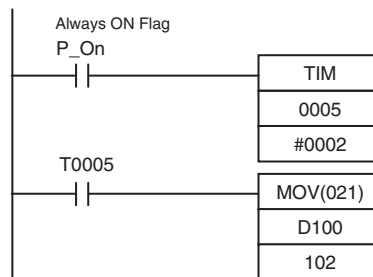 Always ON Flag
P_On
TIM
0005
#0002
T0005
MOV(021)
D100
102